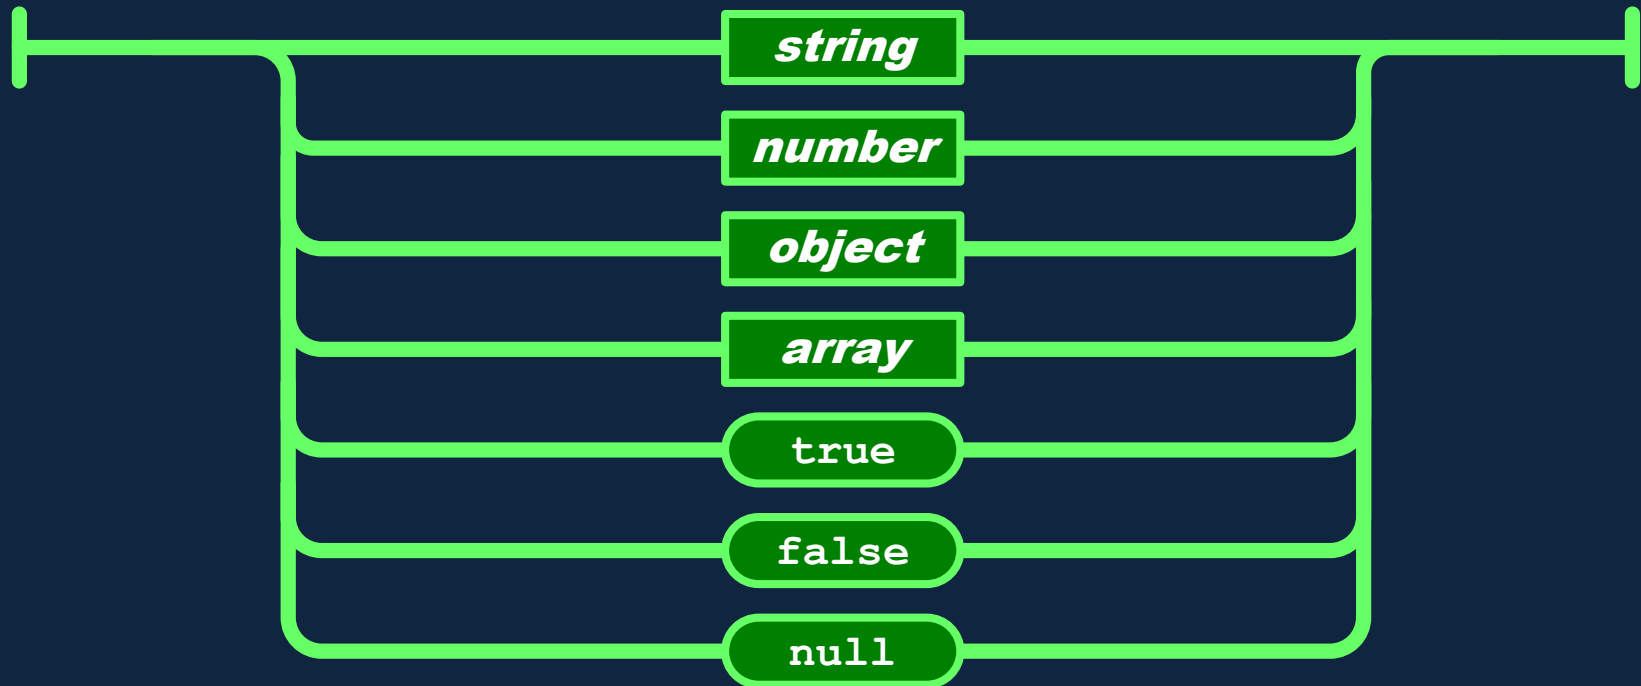 string
number
object
array
true
false
null